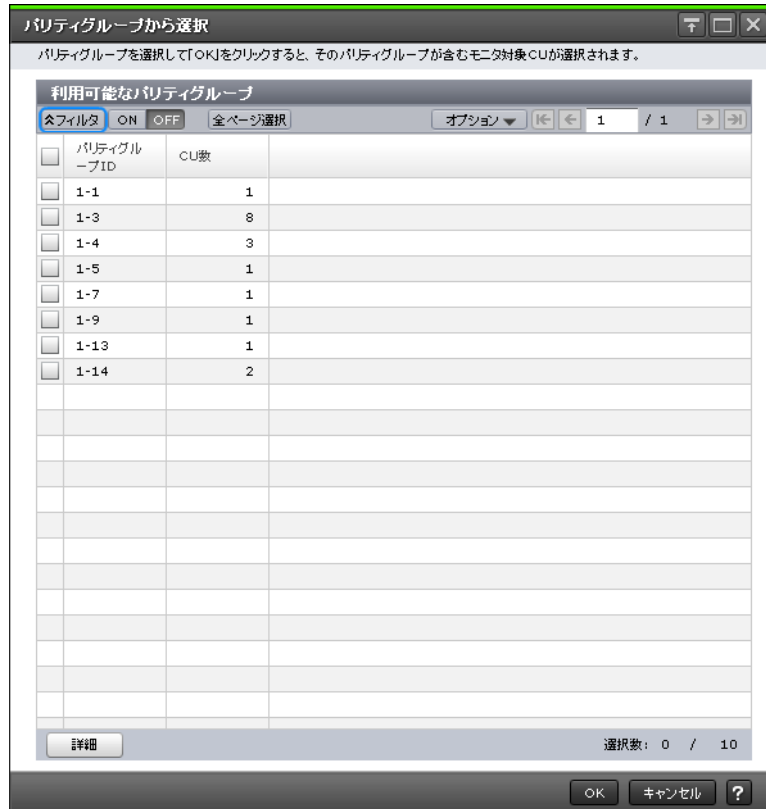 パリティグループから選択
パリティグループを選択して「OK」をクリックすると、そのパリティグループが含むモニタ対象CUが選択されます。
利用可能なパリティグループ
フィルタ ON OFF 全ページ選択 オプション 1 / 1
パリティグル
ープID CU数
1-1 1
1-3 8
1-4 3
1-5 1
1-7 1
1-9 1
1-13 1
1-14 2
詳細 選択数: 0 / 10
OK キャンセル ?